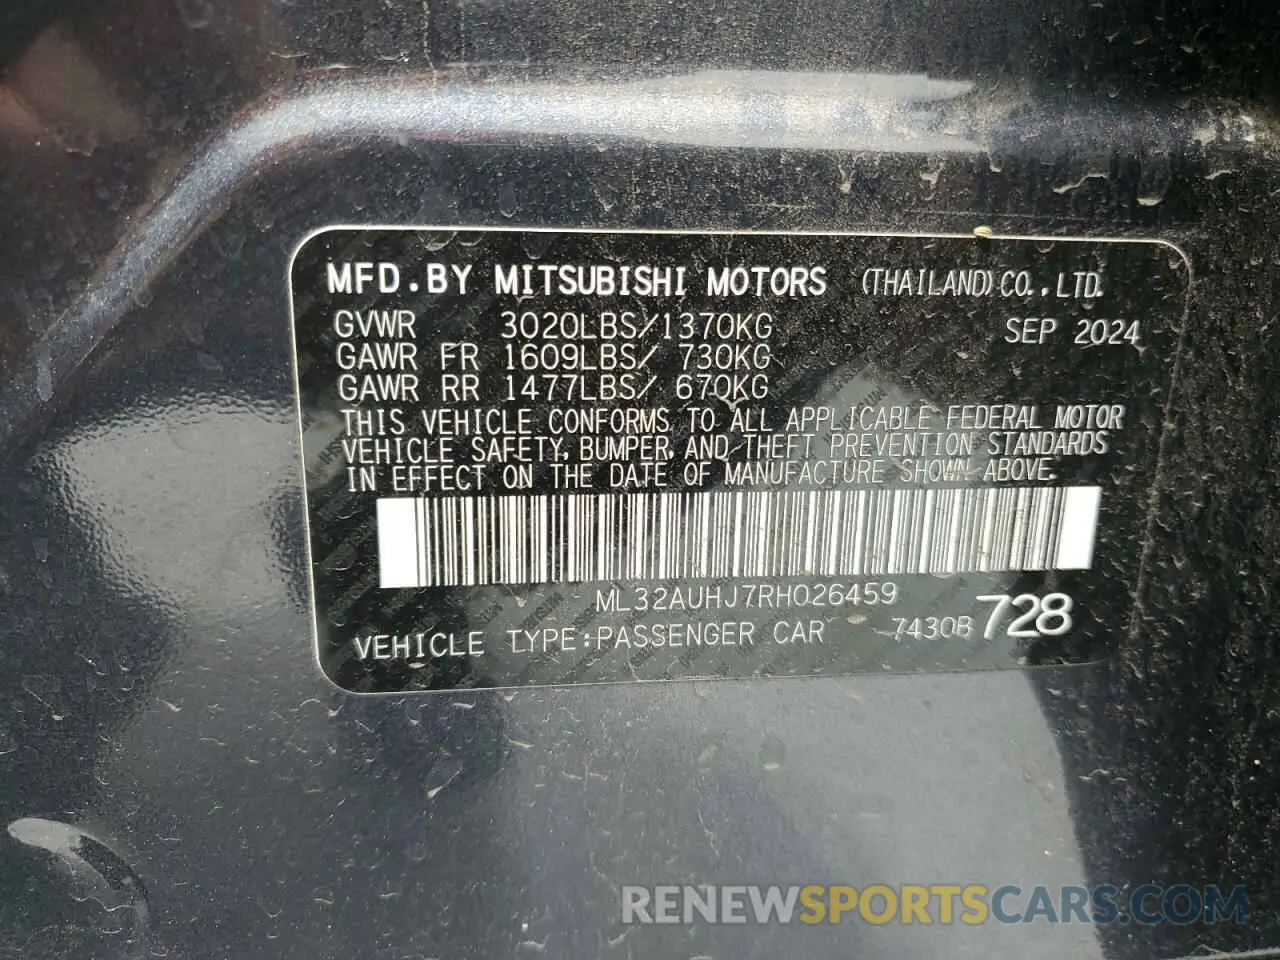 MFD.BY MITSUBISHI MOTORS (THAILAND) CO., LTD.
GVWR 3020LBS/1370KG SEP 2024
GAWR FR 1609LBS/ 730KG
GAWR RR 1477LBS/ 670KG
THIS VEHICLE CONFORMS TO ALL APPLICABLE FEDERAL MOTOR
VEHICLE SAFETY, BUMPER, AND THEFT PREVENTION STANDARDS
IN EFFECT ON THE DATE OF MANUFACTURE SHOWN ABOVE.
ML32AUHJ7RH026459
VEHICLE TYPE:PASSENGER CAR 7430B 728
RENEWSPORTSCARS.COM